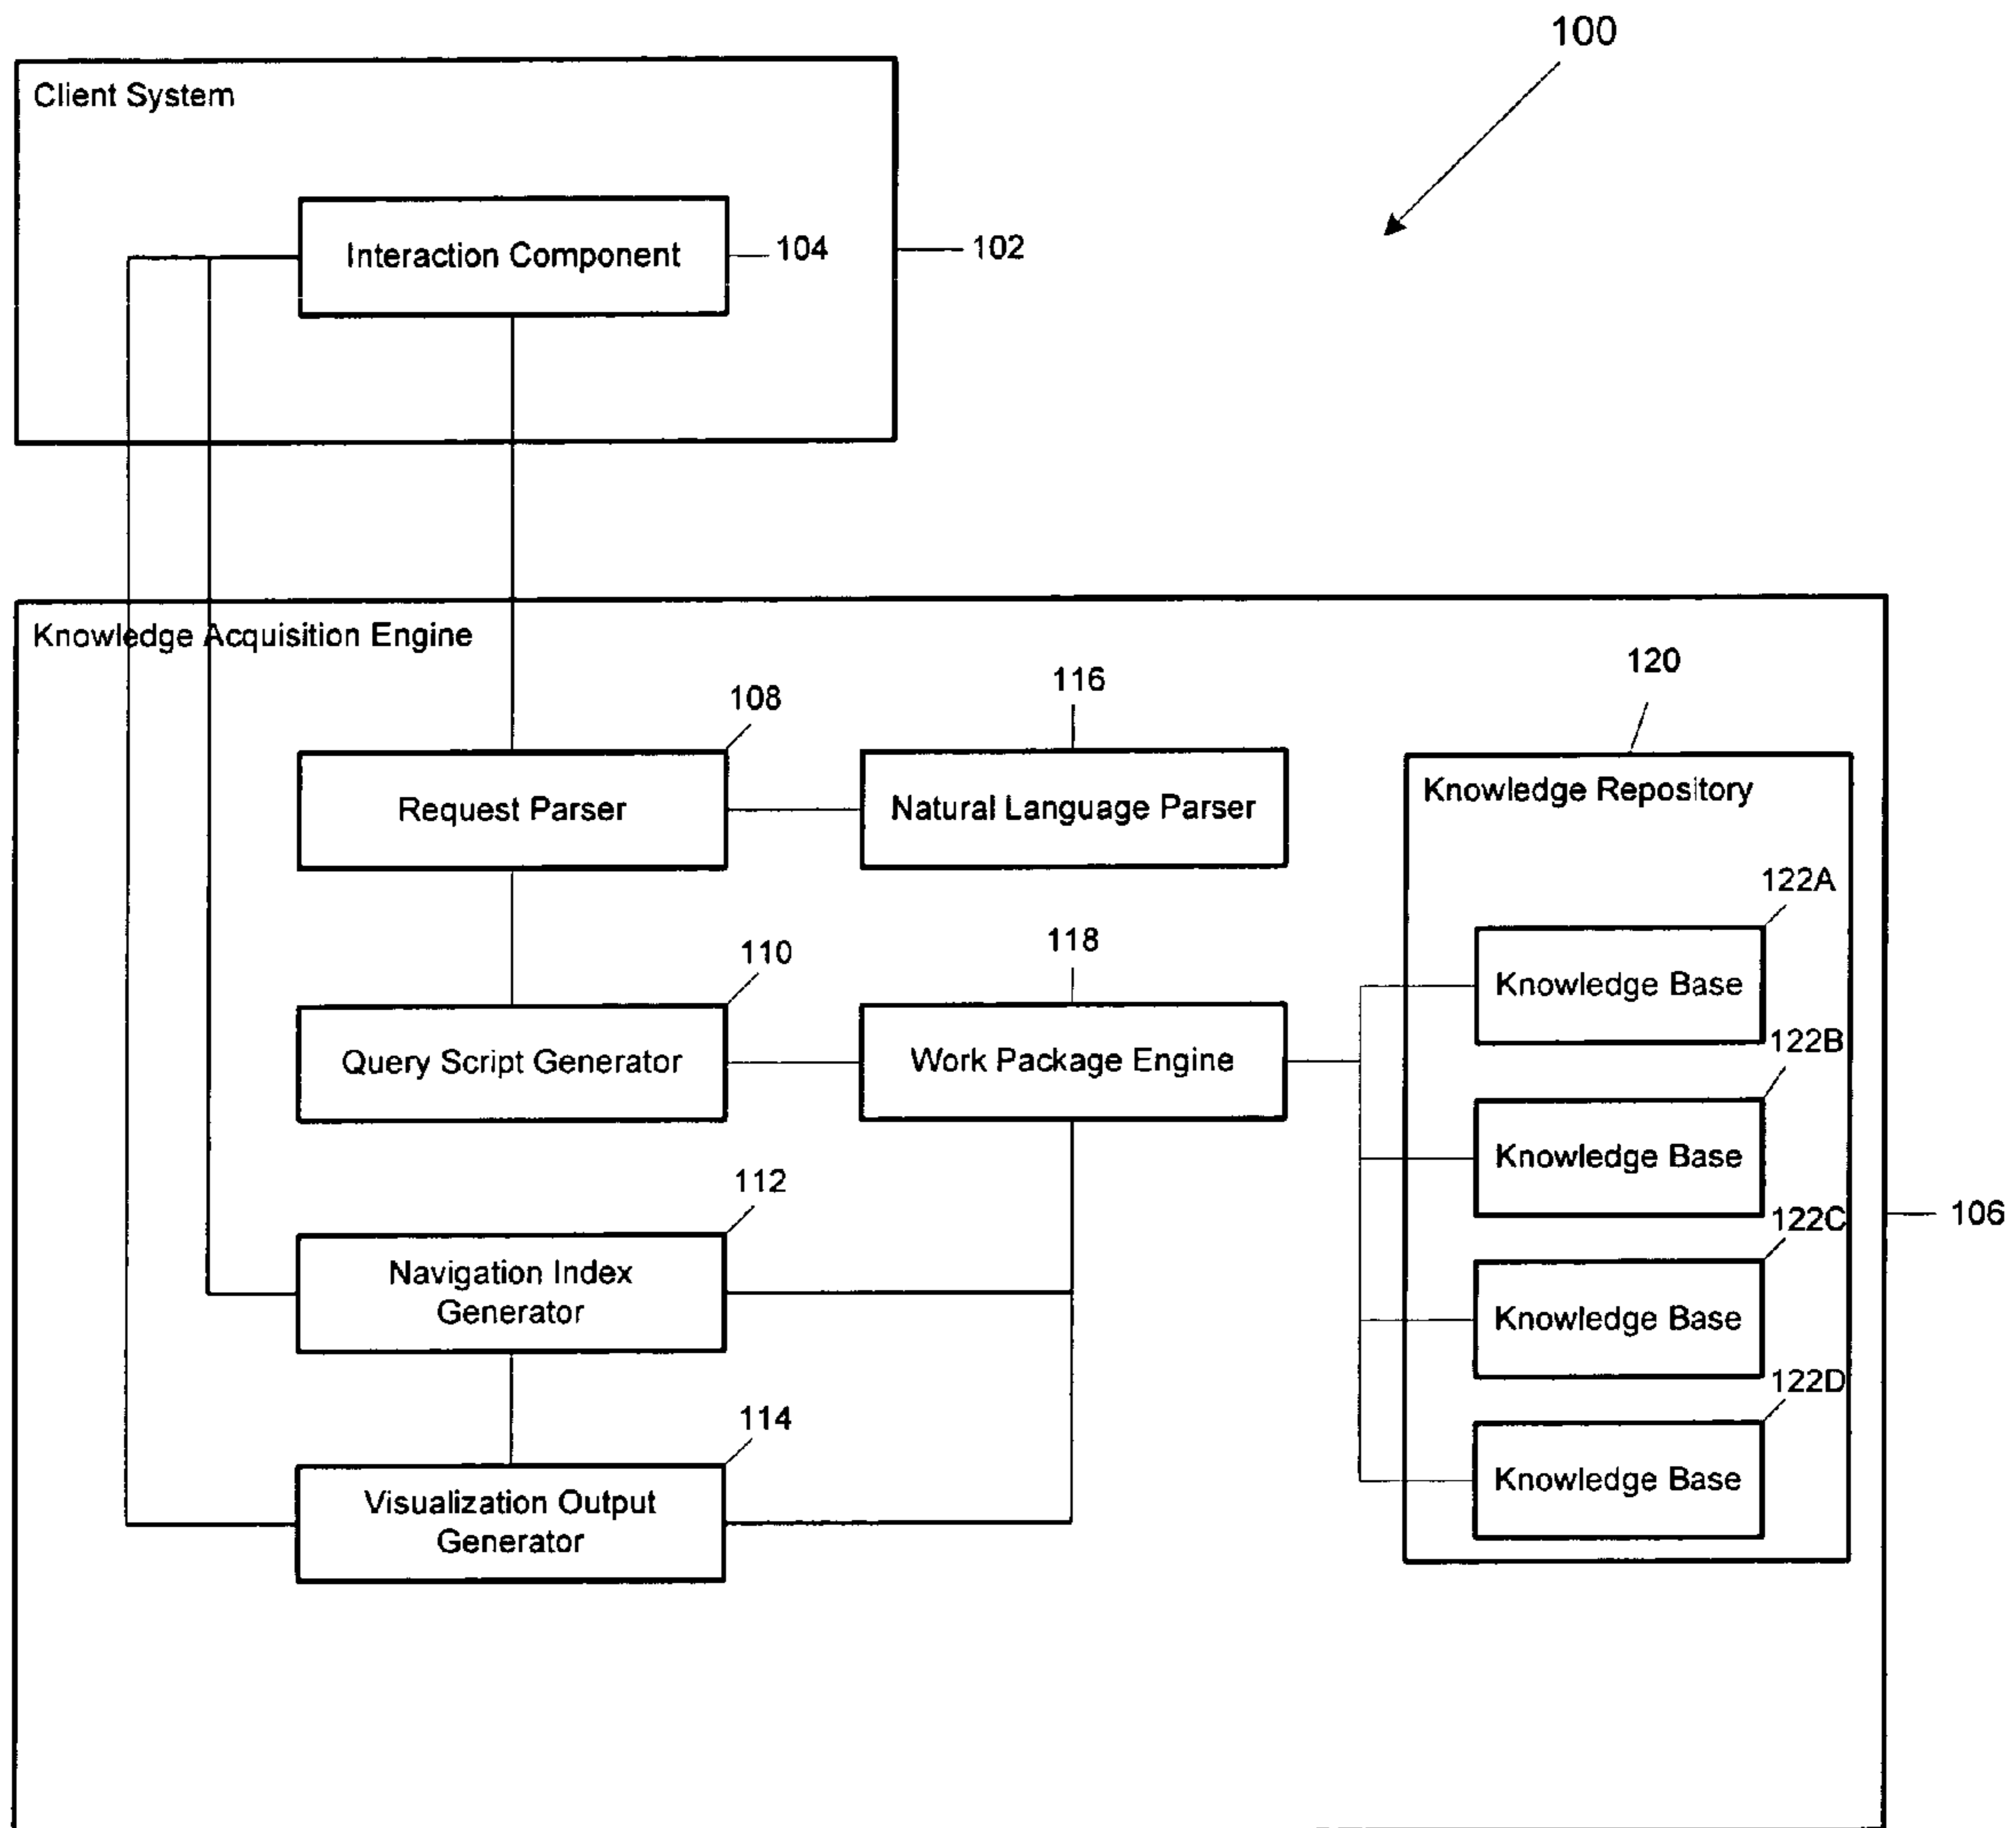 100
Client System
Interaction Component
104
102
Knowledge Acquisition Engine
120
116
108
Request Parser
Natural Language Parser
Knowledge Repository
122A
Knowledge Base
110
118
Query Script Generator
Work Package Engine
122B
Knowledge Base
112
Navigation Index
Generator
122C
106
Knowledge Base
122D
114
Visualization Output
Generator
Knowledge Base